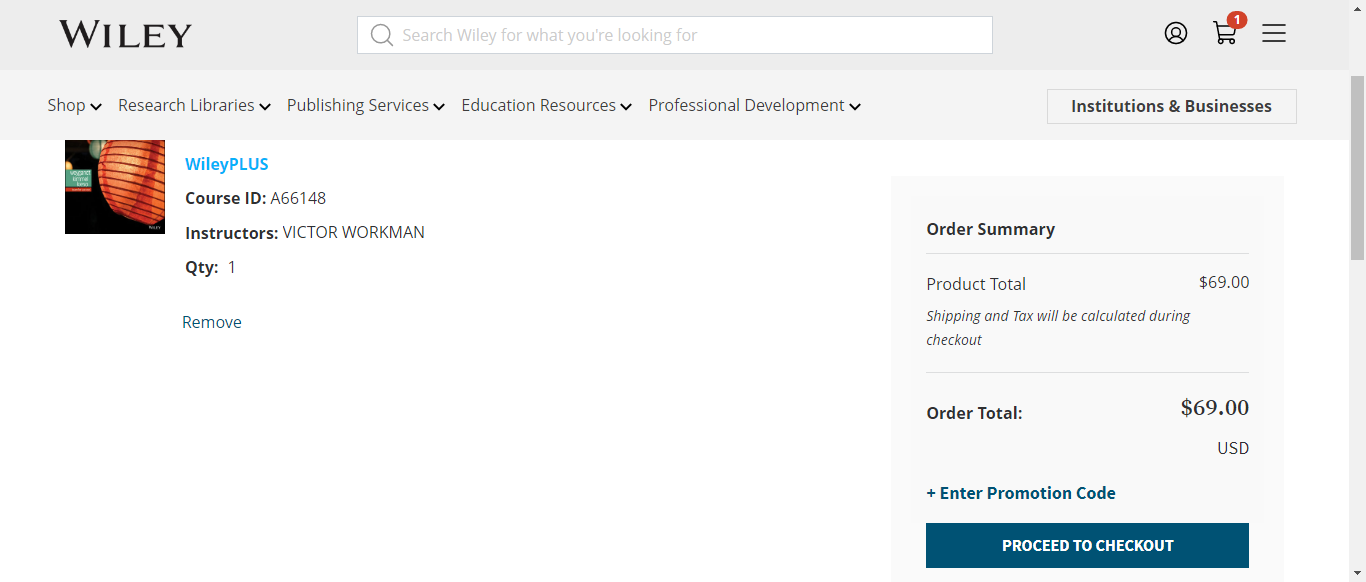 WILEY
Search Wiley for what you're looking for
1
Shop Research Libraries Publishing Services Education Resources Professional Development
Institutions & Businesses
WileyPLUS
Course ID: A66148
Instructors: VICTOR WORKMAN
Qty: 1
Remove
WILEY
Order Summary
Product Total $69.00
Shipping and Tax will be calculated during
checkout
Order Total: $69.00
USD
+ Enter Promotion Code
PROCEED TO CHECKOUT